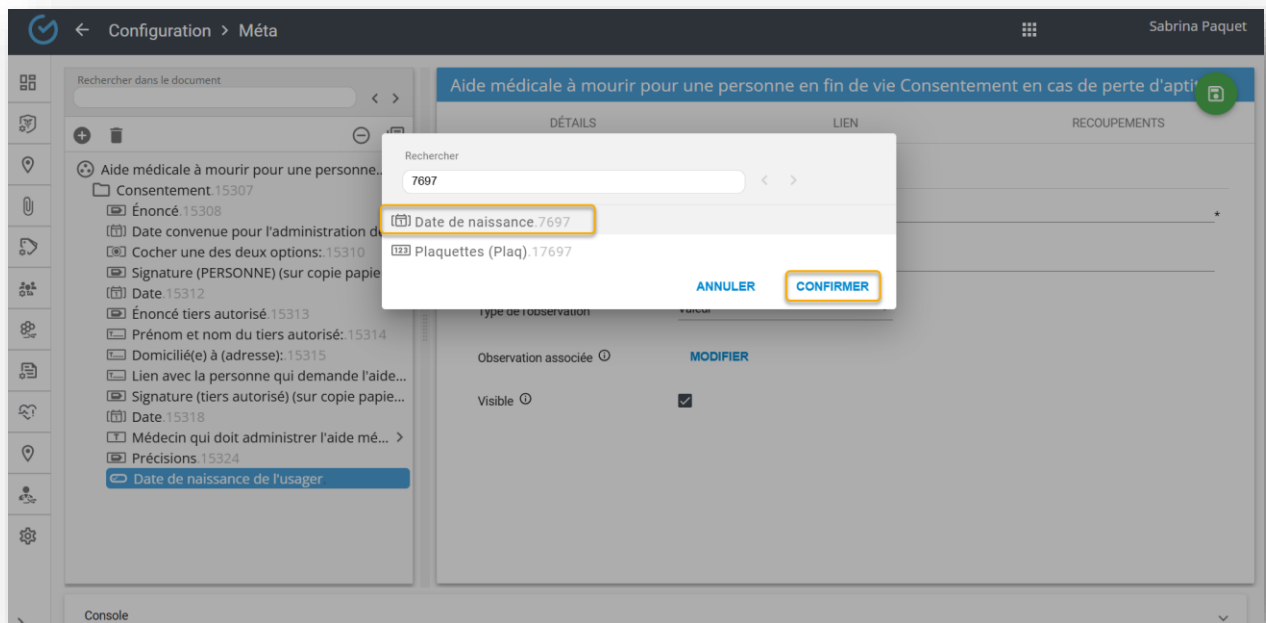 Configuration > Méta
Sabrina Paquet
Rechercher dans le document
Aide médicale à mourir pour une personne...
Consentement.15307
Énoncé.15308
Date convenue pour l'administration d
Cocher une des deux options:.15310
Signature (PERSONNE) (sur copie papie
Date.15312
Énoncé tiers autorisé.15313
Prénom et nom du tiers autorisé:.15314
Domicilié(e) à (adresse):.15315
Lien avec la personne qui demande l'aide...
Signature (tiers autorisé) (sur copie papie...
Date.15318
Médecin qui doit administrer l'aide mé...
Précisions.15324
Date de naissance de l'usager
Aide médicale à mourir pour une personne en fin de vie Consentement en cas de perte d'apti
DÉTAILS
LIEN
RECOUPEMENTS
*
Rechercher
7697
Date de naissance.7697
123 Plaquettes (Plaq).17697
ANNULER
CONFIRMER
Type de l'observation
Valeur
Observation associée
MODIFIER
Visible
Console